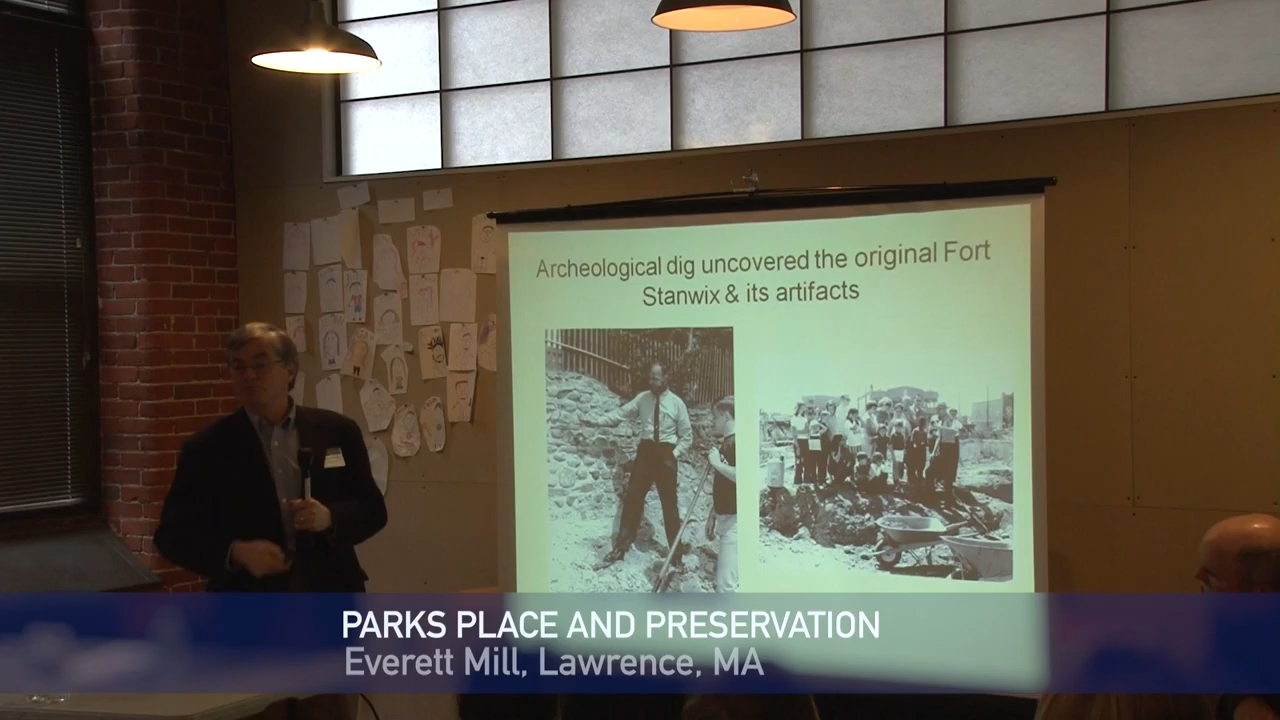 Archeological dig uncovered the original Fort
Stanwix & its artifacts
PARKS PLACE AND PRESERVATION
Everett Mill, Lawrence, MA